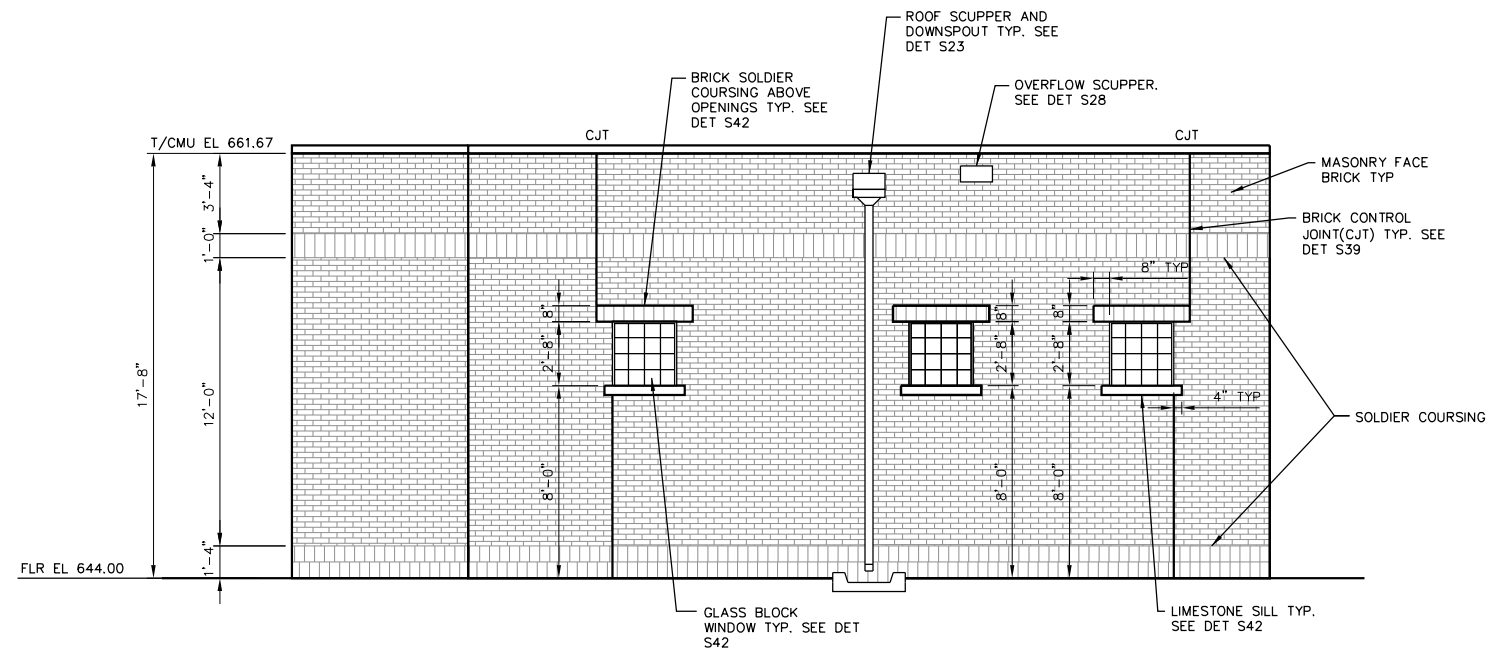 ROOF SCUPPER AND
DOWNSPOUT TYP. SEE
DET S23
BRICK SOLDIER
COURSING ABOVE
OPENINGS TYP. SEE
DET S42
OVERFLOW SCUPPER.
SEE DET S28
T/CMU EL 661.67
CJT
CJT
MASONRY FACE
BRICK TYP
BRICK CONTROL
JOINT(CJT) TYP. SEE
DET S39
3'-4"
1'-0"
8" TYP
8"
8"
8"
2'-8"
2'-8"
2'-8"
17'-8"
12'-0"
4" TYP
SOLDIER COURSING
8'-0"
8'-0"
8'-0"
1'-4"
FLR EL 644.00
GLASS BLOCK
WINDOW TYP. SEE DET
S42
LIMESTONE SILL TYP.
SEE DET S42